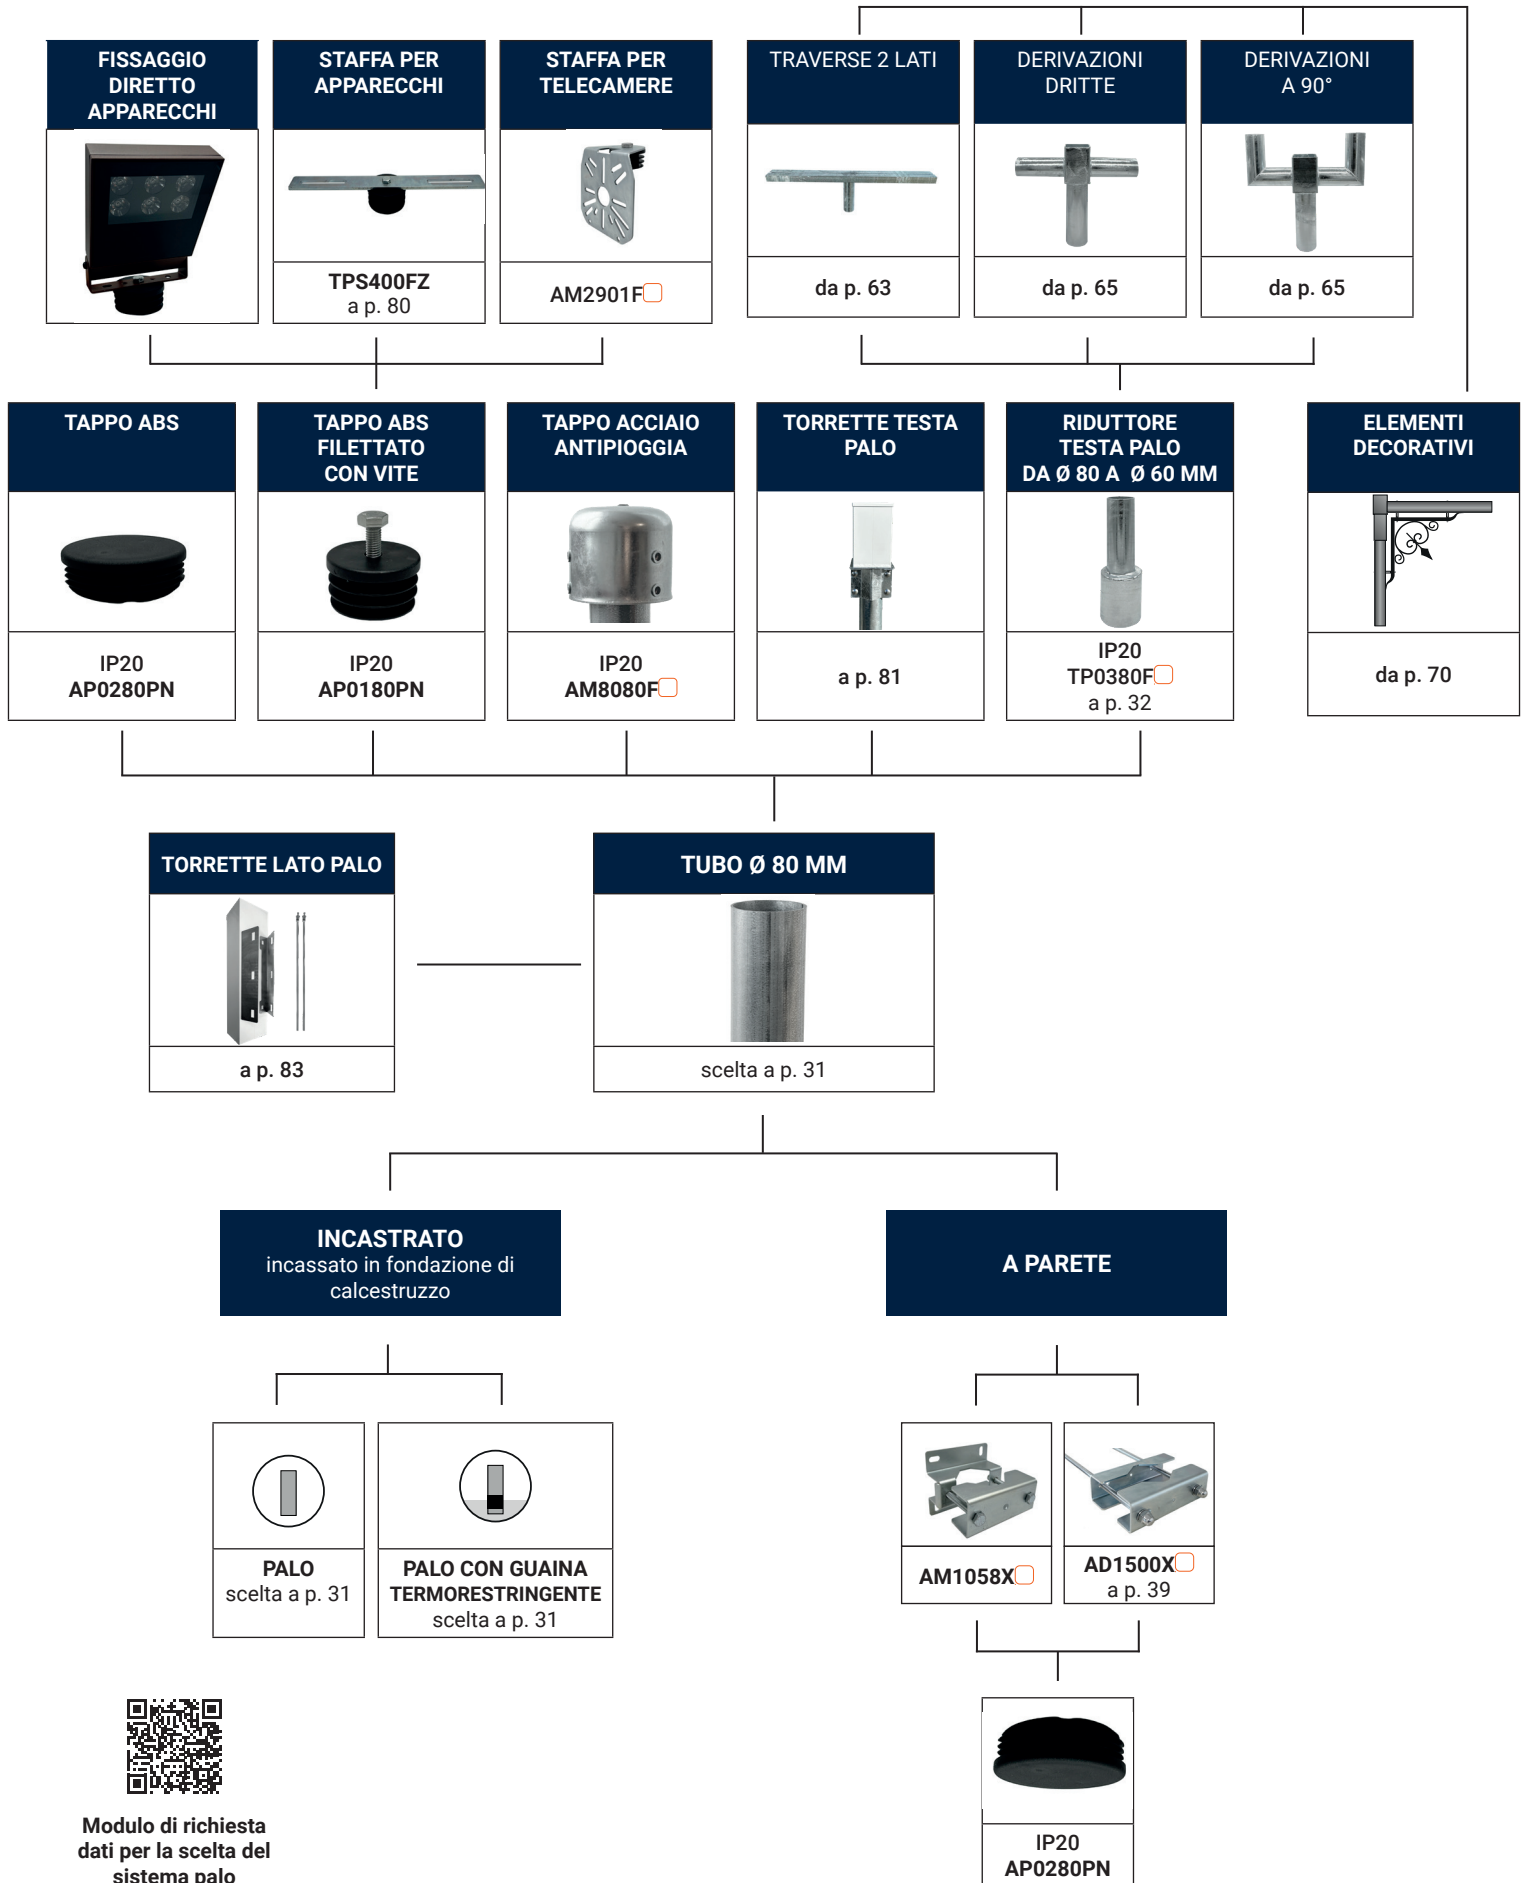 FISSAGGIO
DIRETTO
APPARECCHI
STAFFA PER
APPARECCHI
TPS400FZ
a p. 80
STAFFA PER
TELECAMERE
AM2901F
TRAVERSE 2 LATI
da p. 63
DERIVAZIONI
DRITTE
da p. 65
DERIVAZIONI
A 90°
da p. 65
TAPPO ABS
IP20
AP0280PN
TAPPO ABS
FILETTATO
CON VITE
IP20
AP0180PN
TAPPO ACCIAIO
ANTIPIOGGIA
IP20
AM8080F
TORRETTE TESTA
PALO
a p. 81
RIDUTTORE
TESTA PALO
DA Ø 80 A Ø 60 MM
IP20
TP0380F
a p. 32
ELEMENTI
DECORATIVI
da p. 70
TORRETTE LATO PALO
a p. 83
TUBO Ø 80 MM
scelta a p. 31
INCASTRATO
incassato in fondazione di
calcestruzzo
A PARETE
PALO
scelta a p. 31
PALO CON GUAINA
TERMORESTRINGENTE
scelta a p. 31
AM1058X
AD1500X
a p. 39
IP20
AP0280PN
Modulo di richiesta
dati per la scelta del
sistema palo